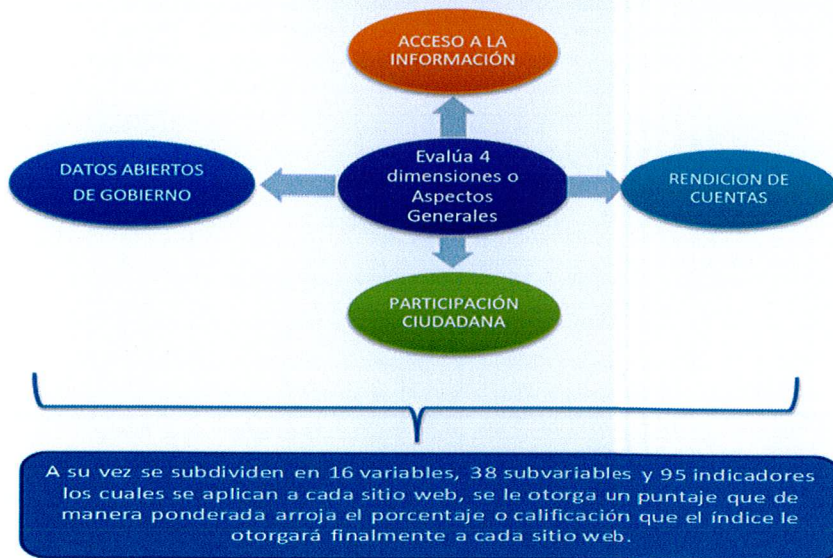 ACCESO A LA
INFORMACIÓN
DATOS ABIERTOS
DE GOBIERNO
Evalúa 4
dimensiones o
Aspectos
Generales
RENDICION DE
CUENTAS
PARTICIPACIÓN
CIUDADANA
A su vez se subdividen en 16 variables, 38 subvariables y 95 indicadores
los cuales se aplican a cada sitio web, se le otorga un puntaje que de
manera ponderada arroja el porcentaje o calificación que el índice le
otorgará finalmente a cada sitio web.